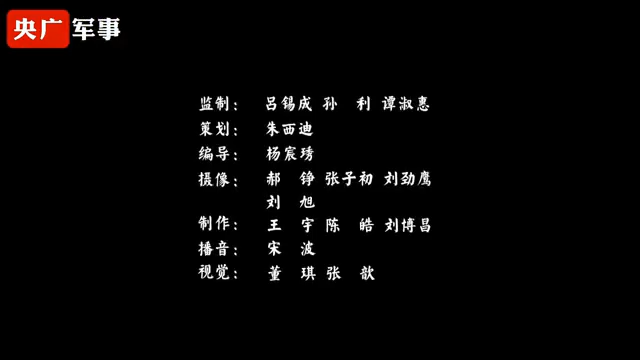 央广军事
监制： 吕锡成 孙 利 谭淑惠
策划： 朱西迪
编导： 杨宸琇
摄像： 郝 铮 张子初 刘劲鹰
刘 旭
制作： 王 宇 陈 皓 刘博昌
播音： 宋 波
视觉： 董 琪 张 歆